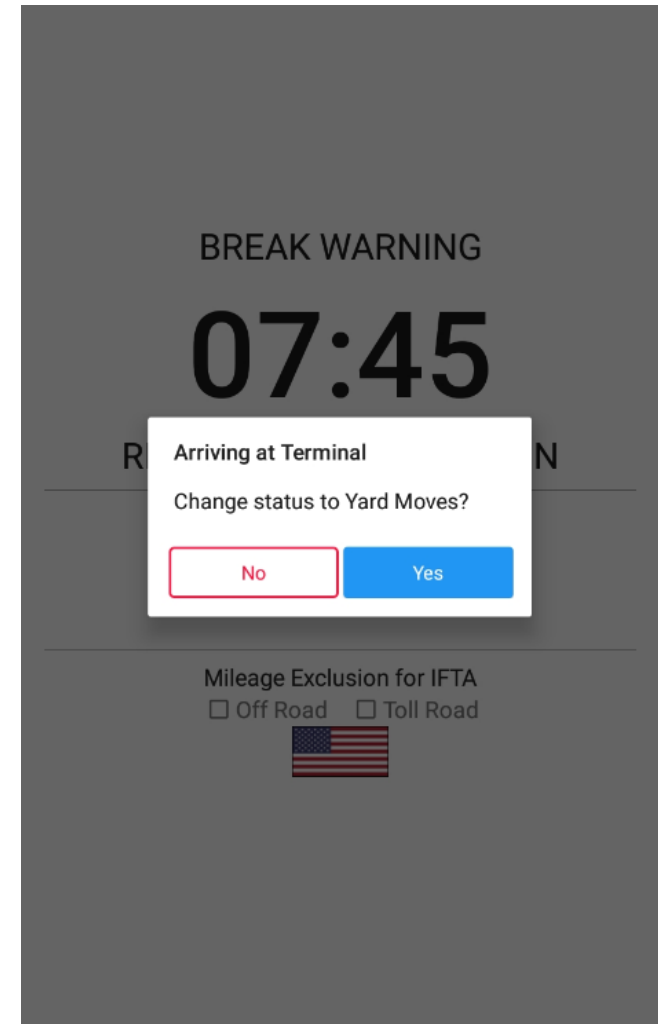 BREAK WARNING
07:45
Arriving at Terminal
Change status to Yard Moves?
No
Yes
Mileage Exclusion for IFTA
Off Road
Toll Road